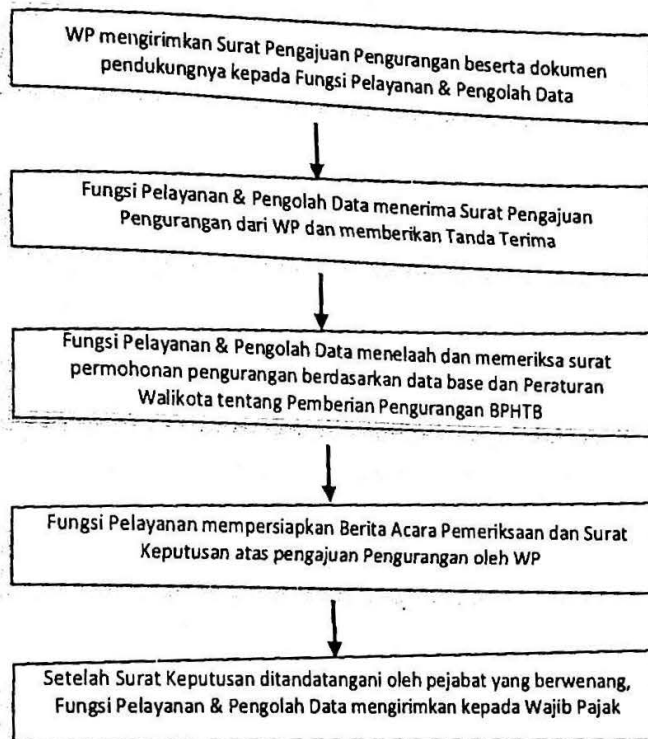 WP mengirimkan Surat Pengajuan Pengurangan beserta dokumen
pendukungnya kepada Fungsi Pelayanan & Pengolah Data
Fungsi Pelayanan & Pengolah Data menerima Surat Pengajuan
Pengurangan dari WP dan memberikan Tanda Terima
Fungsi Pelayanan & Pengolah Data menelaah dan memeriksa surat
permohonan pengurangan berdasarkan data base dan Peraturan
Walikota tentang Pemberian Pengurangan BPHTB
Fungsi Pelayanan mempersiapkan Berita Acara Pemeriksaan dan Surat
Keputusan atas pengajuan Pengurangan oleh WP
Setelah Surat Keputusan ditandatangani oleh pejabat yang berwenang,
Fungsi Pelayanan & Pengolah Data mengirimkan kepada Wajib Pajak